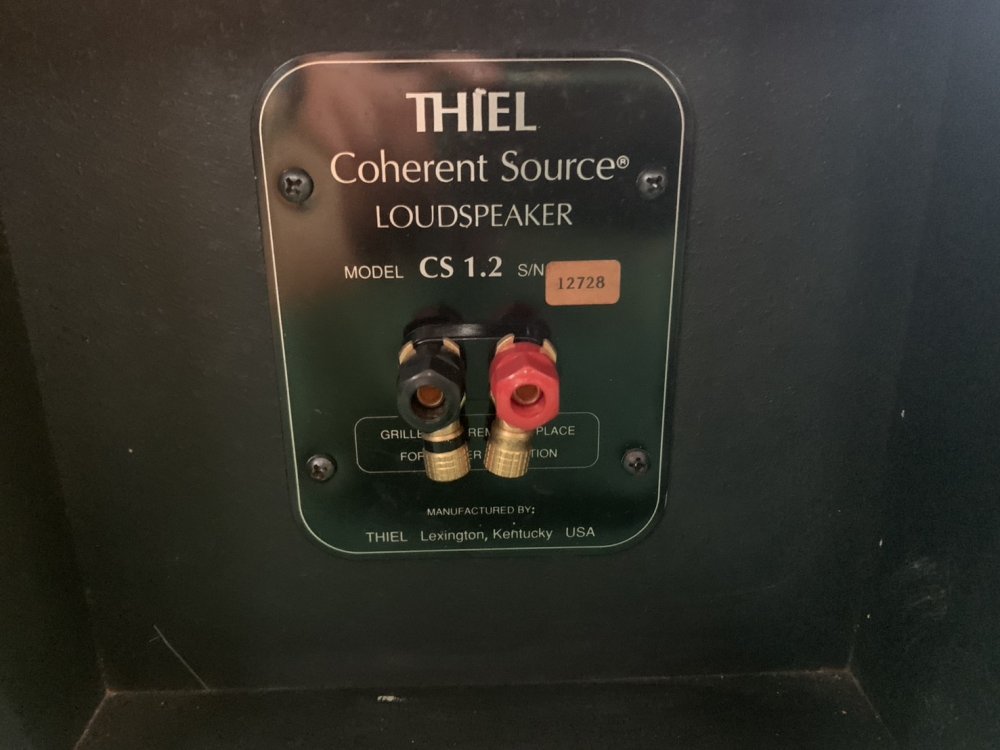 THIEL
Coherent Source®
LOUDSPEAKER
MODEL CS 1.2 S/N 12728
GRILLE PLACE
FOR
MANUFACTURED BY:
THIEL Lexington, Kentucky USA